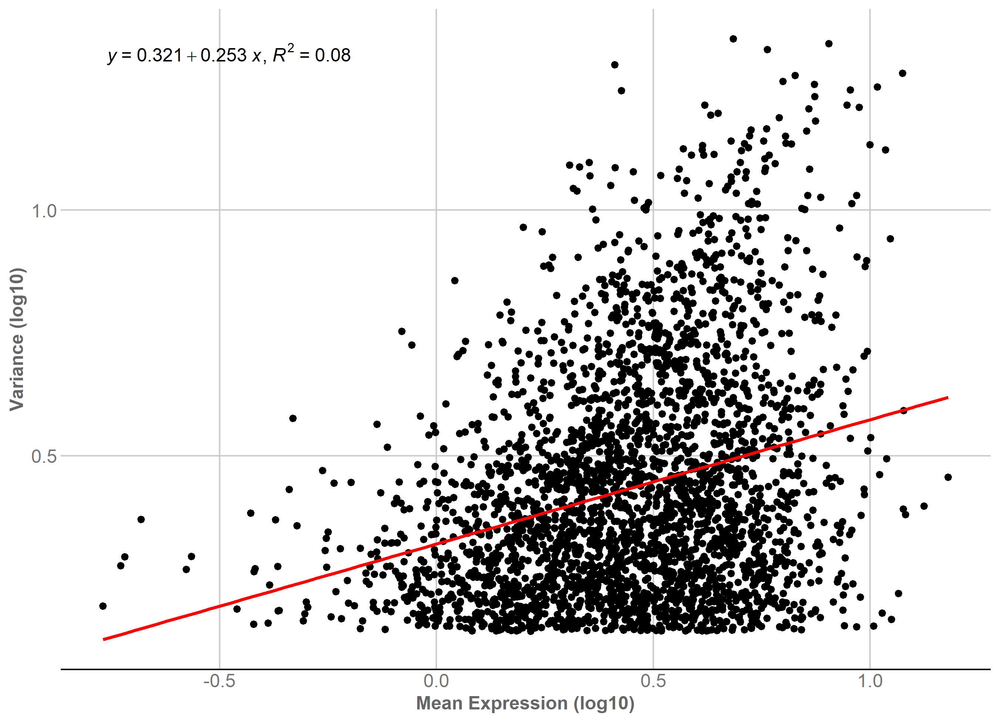 y = 0.321 + 0.253 x, R² = 0.08
1.0
0.5
Variance (log10)
-0.5 0.0 0.5 1.0
Mean Expression (log10)